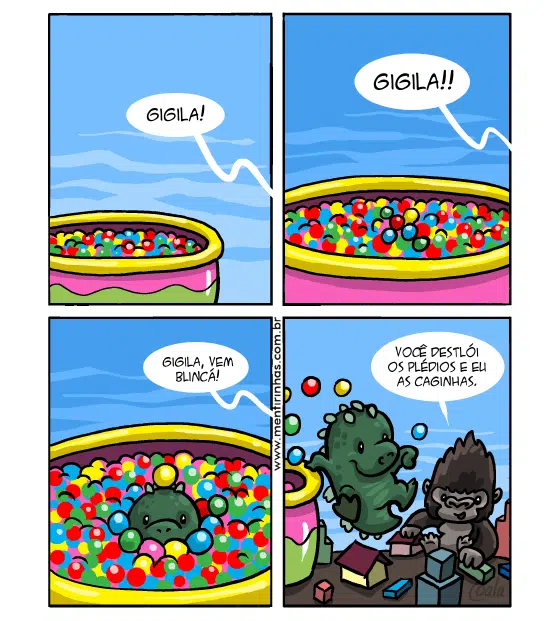 GIGILA!
GIGILA!!
GIGILA, VEM
BLINCÁ!
www.mentirinhas.com.br
VOCÊ DESTLÓI
OS PLÉDIOS E EU
AS CAGINHAS.
Coala